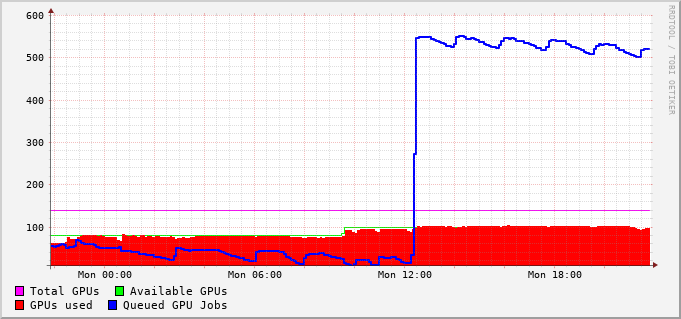 600
500
400
300
200
100
Mon 00:00 Mon 06:00 Mon 12:00 Mon 18:00
Total GPUs Available GPUs
GPUs used Queued GPU Jobs
RRDTOOL / TOBI OETIKER